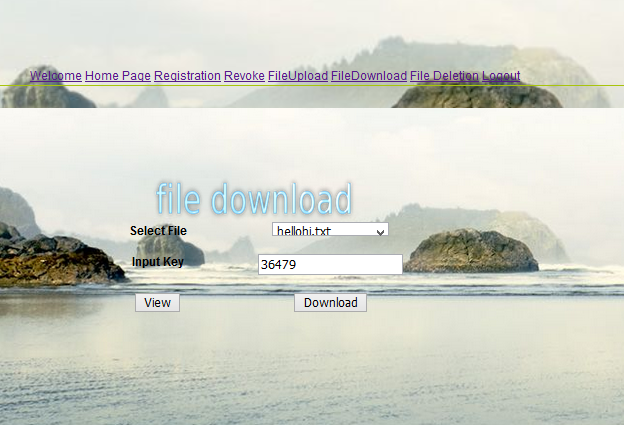 Welcome Home Page Registration Revoke FileUpload FileDownload File Deletion Logout
file download
Select File hellohi.txt
Input Key 36479
View Download